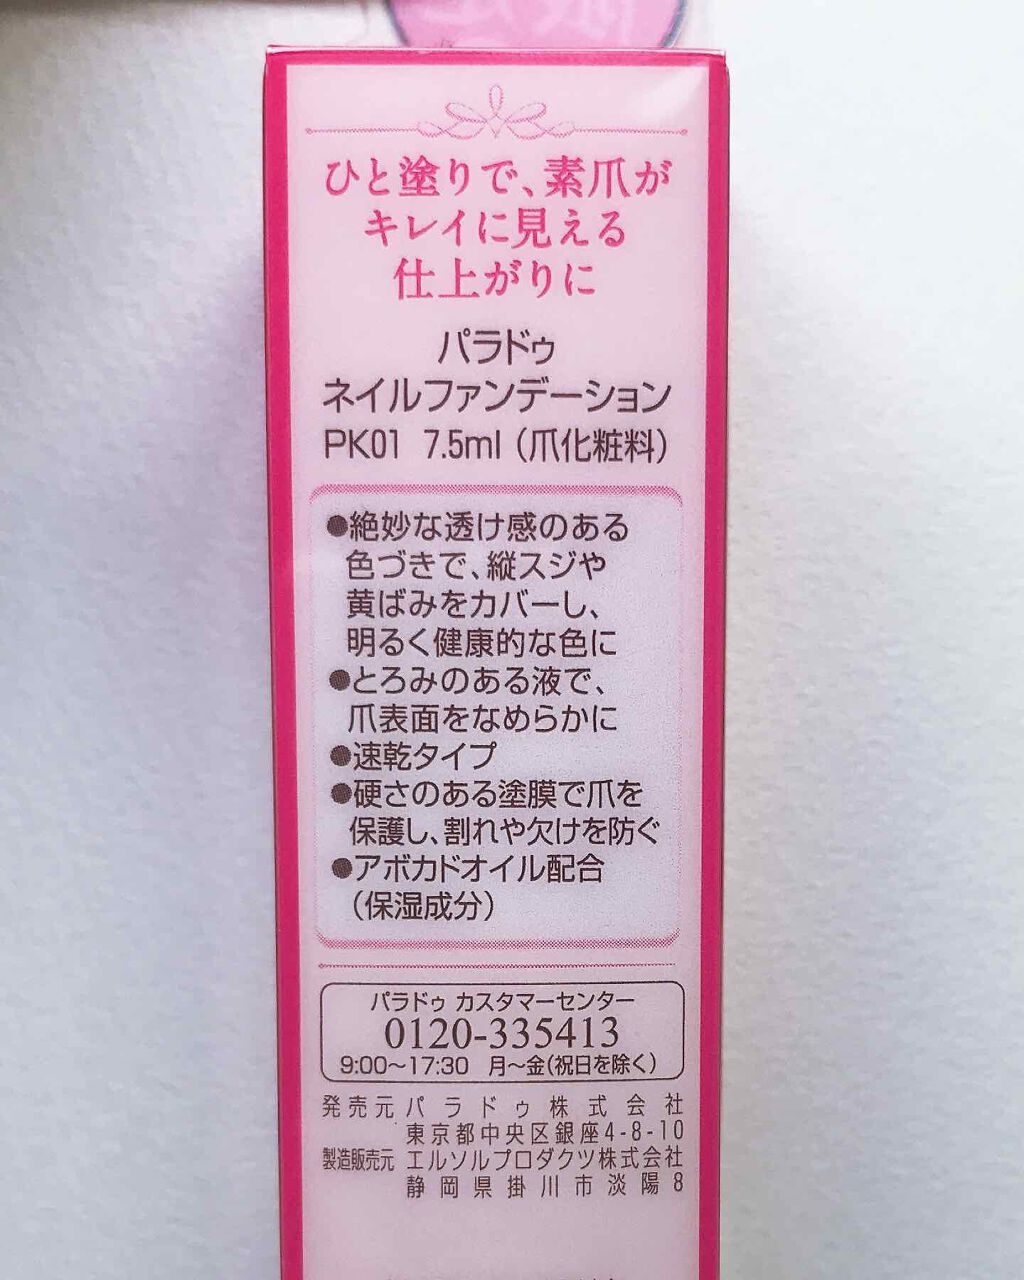 ひと塗りで、素爪が
キレイに見える
仕上がりに
パラドゥ
ネイルファンデーション
PK01 7.5ml（爪化粧料）
●絶妙な透け感のある
色づきで、縦スジや
黄ばみをカバーし、
明るく健康的な色に
●とろみのある液で、
爪表面をなめらかに
●速乾タイプ
●硬さのある塗膜で爪を
保護し、割れや欠けを防ぐ
●アボカドオイル配合
（保湿成分）
パラドゥ カスタマーセンター
0120-335413
9:00～17:30 月～金(祝日を除く)
発売元 パラドゥ株式会社
東京都中央区銀座4-8-10
製造販売元 エルソルプロダクツ株式会社
静岡県掛川市淡陽8